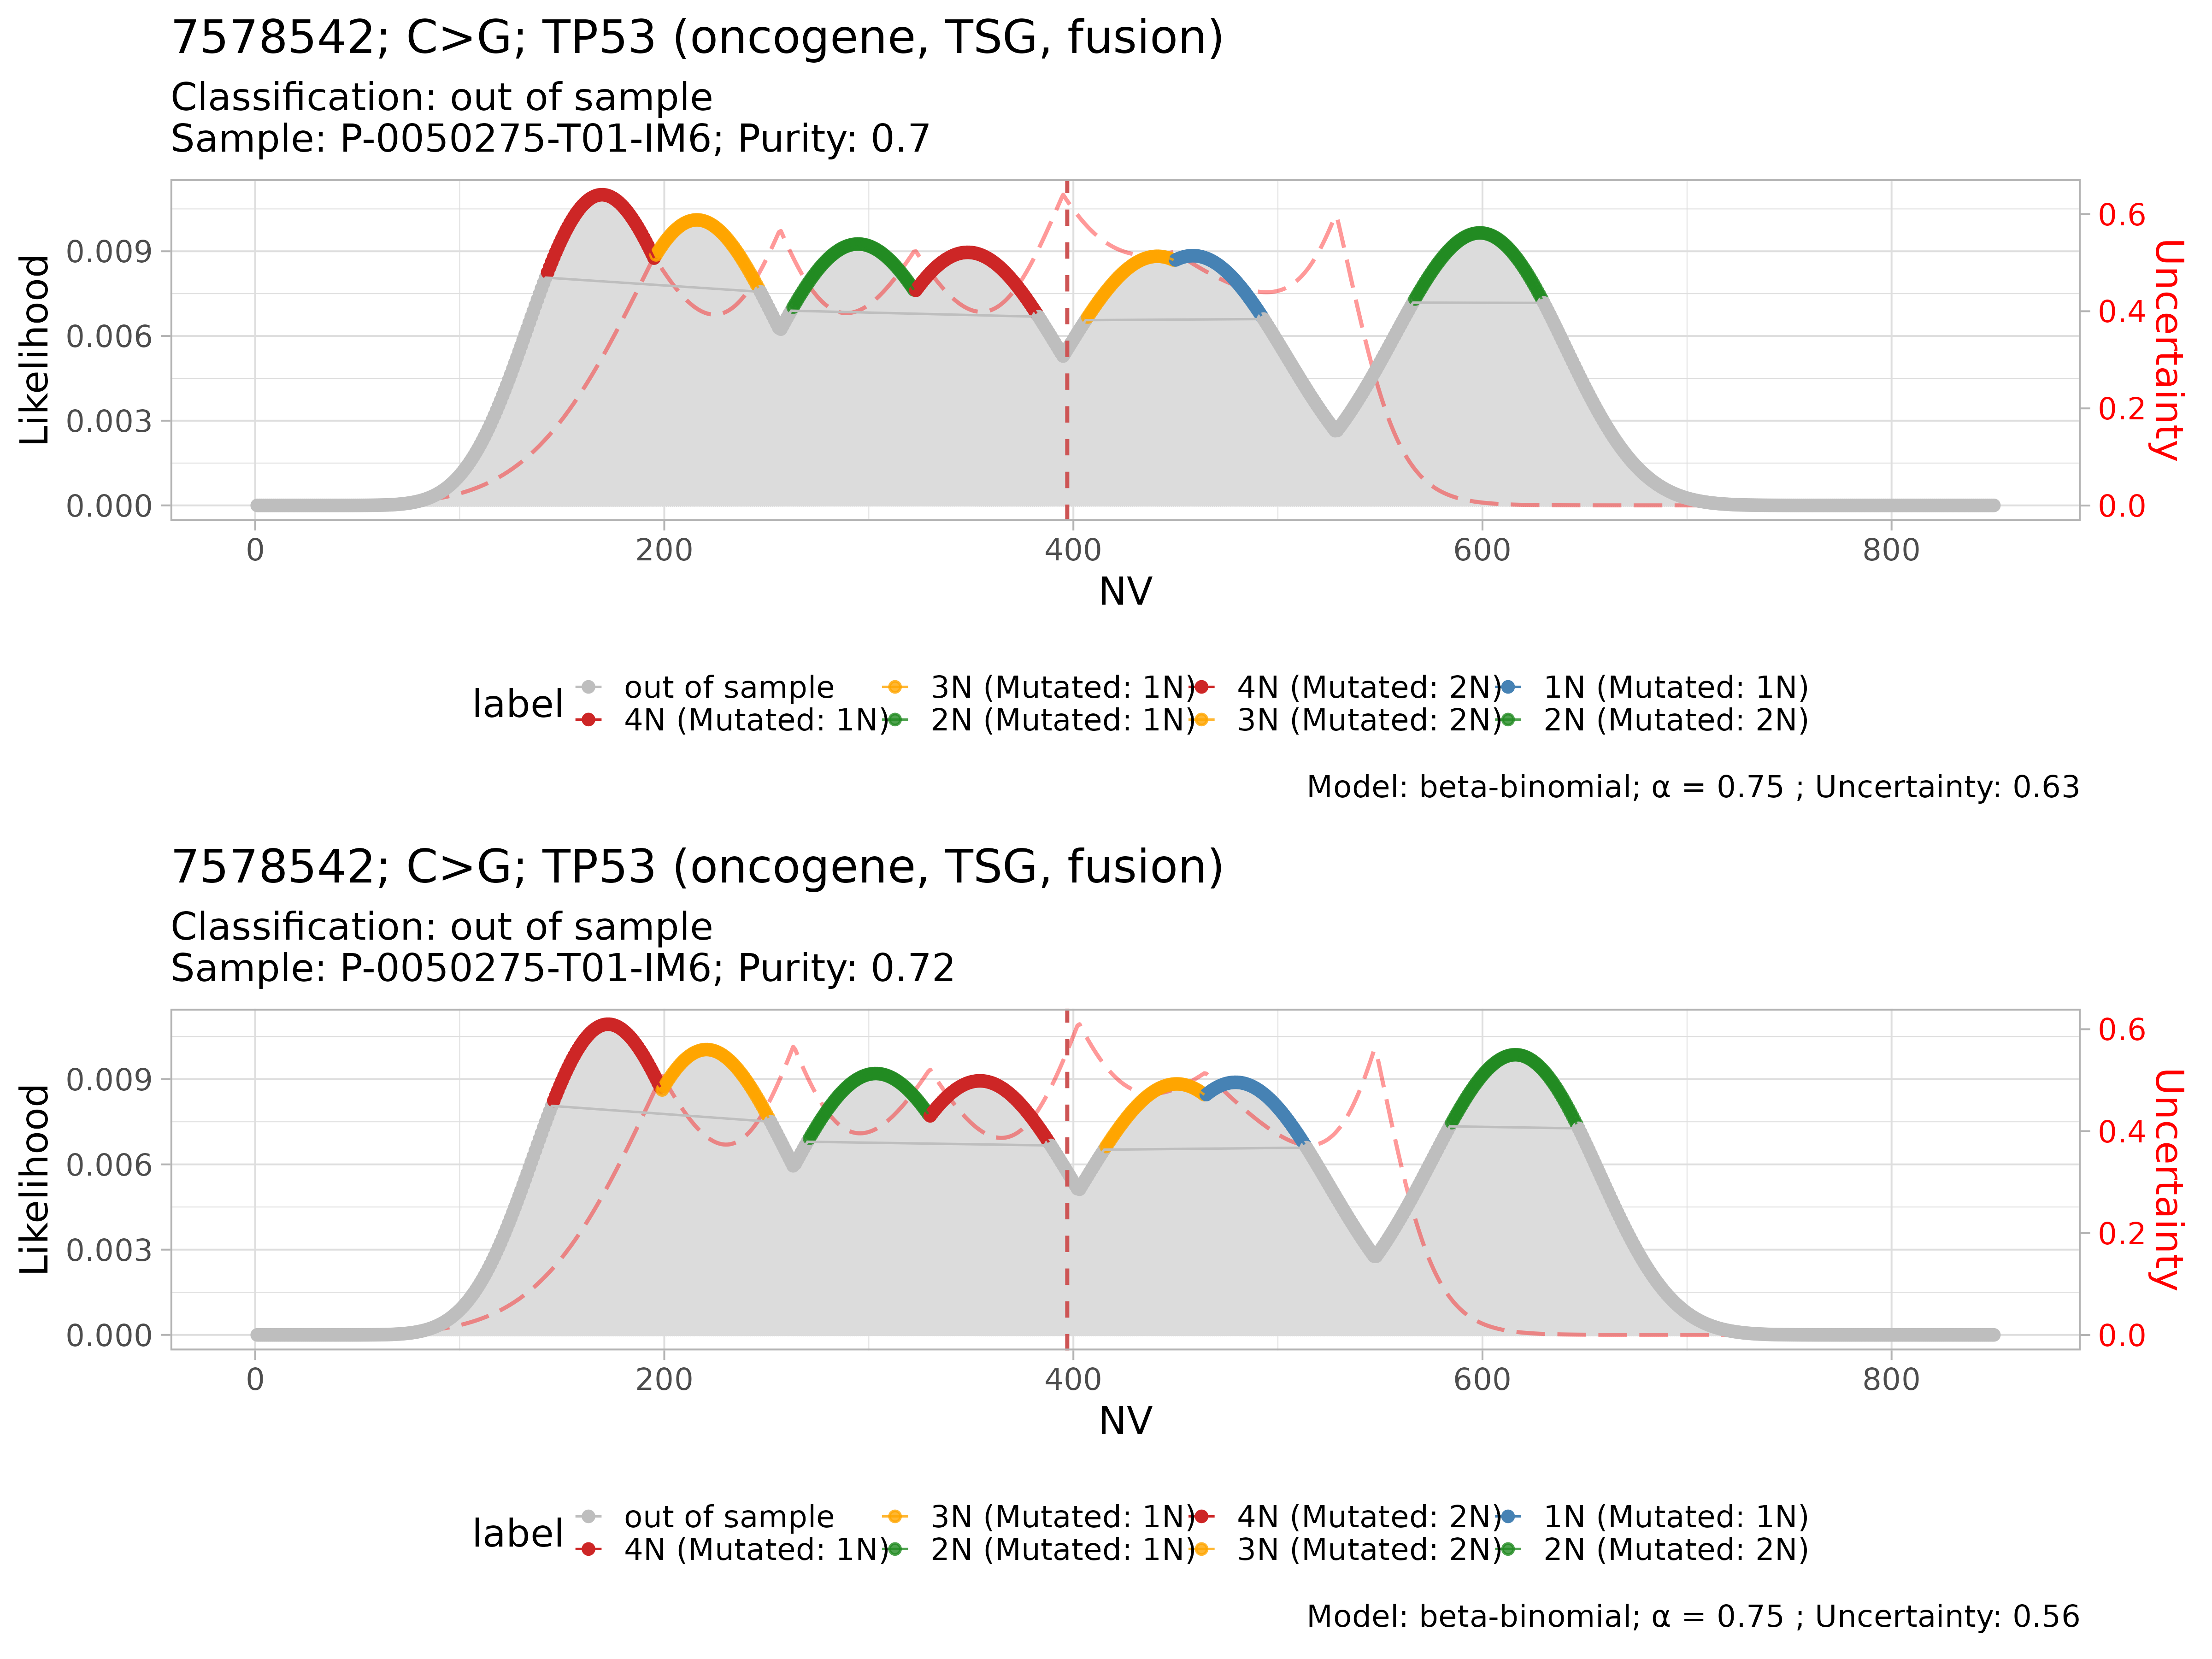 7578542; C>G; TP53 (oncogene, TSG, fusion)
Classification: out of sample
Sample: P-0050275-T01-IM6; Purity: 0.7
Likelihood
0.009
0.006
0.003
0.000
0.6
0.4
0.2
0.0
Uncertainty
0 200 400 600 800
NV
label
out of sample 3N (Mutated: 1N) 4N (Mutated: 2N) 1N (Mutated: 1N)
4N (Mutated: 1N) 2N (Mutated: 1N) 3N (Mutated: 2N) 2N (Mutated: 2N)
Model: beta-binomial; α = 0.75 ; Uncertainty: 0.63
7578542; C>G; TP53 (oncogene, TSG, fusion)
Classification: out of sample
Sample: P-0050275-T01-IM6; Purity: 0.72
Likelihood
0.009
0.006
0.003
0.000
0.6
0.4
0.2
0.0
Uncertainty
0 200 400 600 800
NV
label
out of sample 3N (Mutated: 1N) 4N (Mutated: 2N) 1N (Mutated: 1N)
4N (Mutated: 1N) 2N (Mutated: 1N) 3N (Mutated: 2N) 2N (Mutated: 2N)
Model: beta-binomial; α = 0.75 ; Uncertainty: 0.56